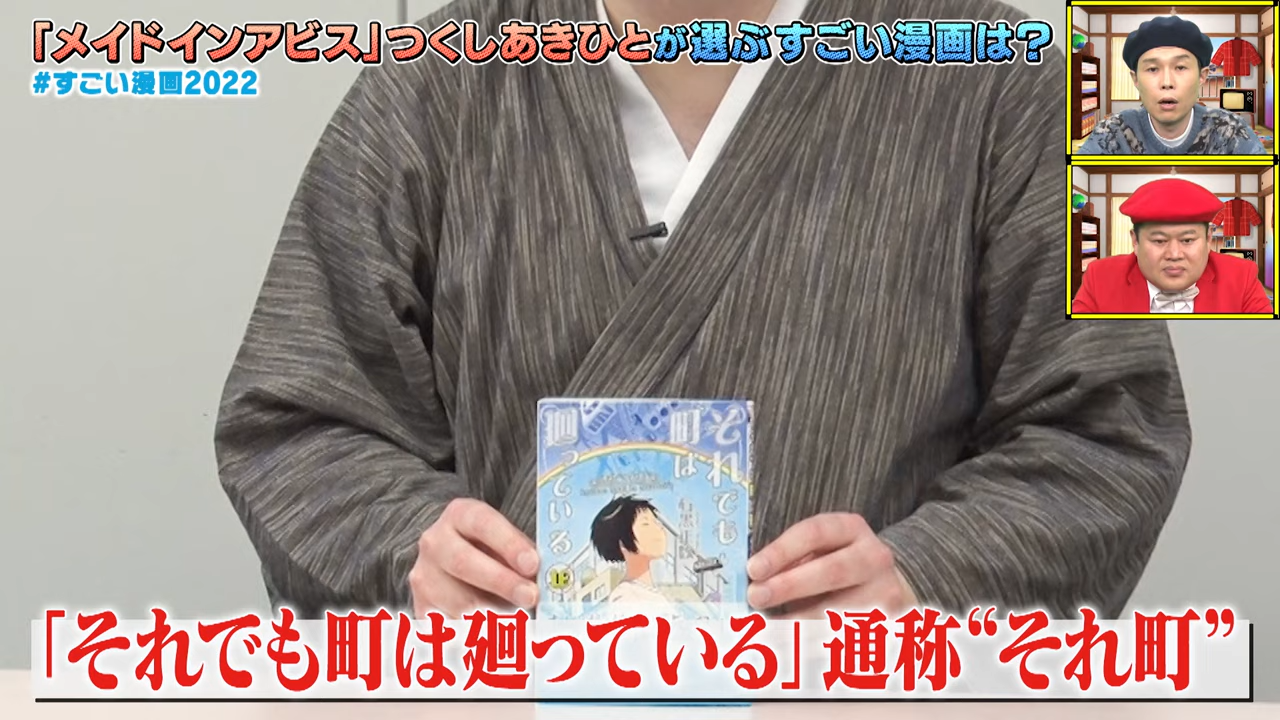 「メイドインアビス」つくしあきひとが選ぶすごい漫画は？
#すごい漫画2022
それでも
町は
廻っている
「それでも町は廻っている」通称“それ町”